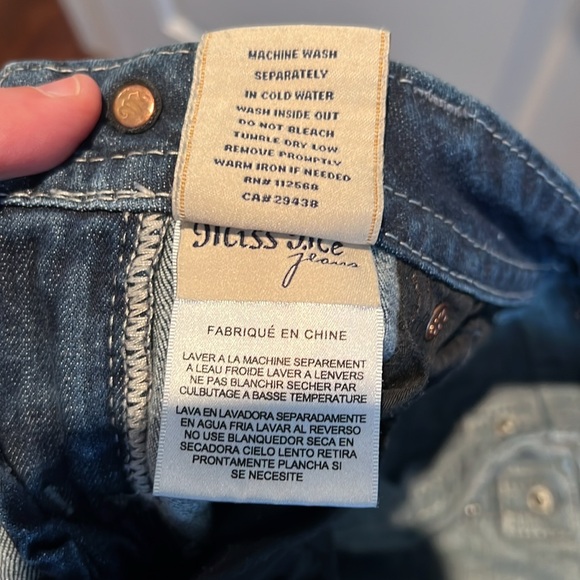 MACHINE WASH
SEPARATELY
IN COLD WATER
WASH INSIDE OUT
DO NOT BLEACH
TUMBLE DRY LOW
REMOVE PROMPTLY
WARM IRON IF NEEDED
RN# 112568
CA# 29438
Miss Me
jeans
FABRIQUÉ EN CHINE
LAVER A LA MACHINE SEPAREMENT
A LEAU FROIDE LAVER A LENVERS
NE PAS BLANCHIR SECHER PAR
CULBUTAGE A BASSE TEMPERATURE
LAVA EN LAVADORA SEPARADAMENTE
EN AGUA FRIA LAVAR AL REVERSO
NO USE BLANQUEDOR SECA EN
SECADORA CIELO LENTO RETIRA
PRONTAMENTE PLANCHA SI
SE NECESITE